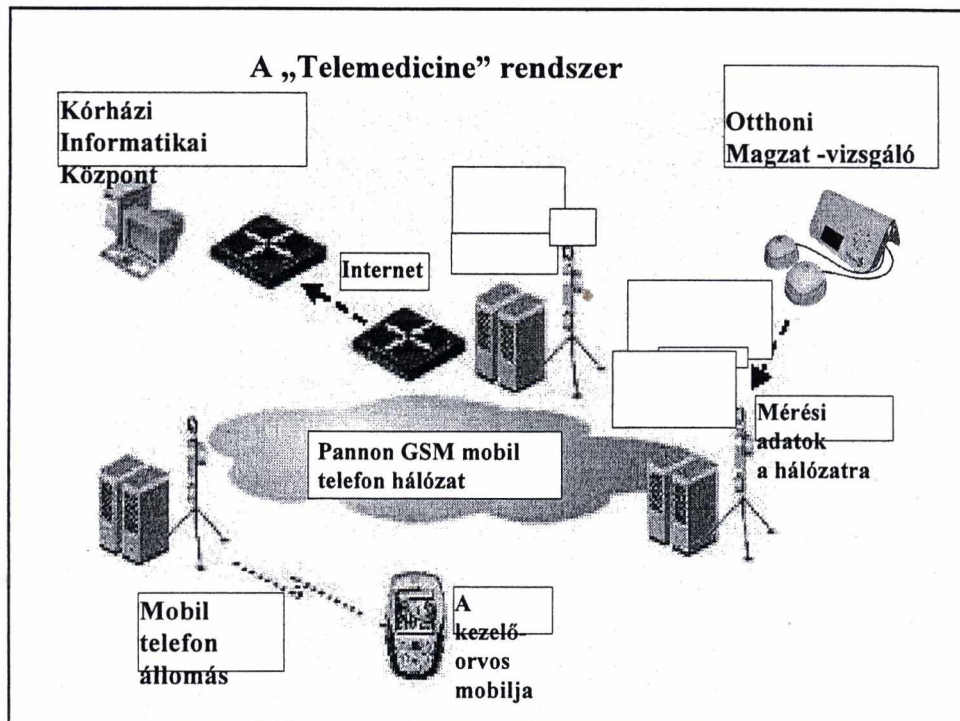 A „Telemedicine” rendszer
Kórházi
Informatikai
Központ
Otthoni
Magzat -vizsgáló
Internet
Mérési
adatok
a hálózatra
Pannon GSM mobil
telefon hálózat
Mobil
telefon
állomás
A
kezelő-
orvos
mobilja